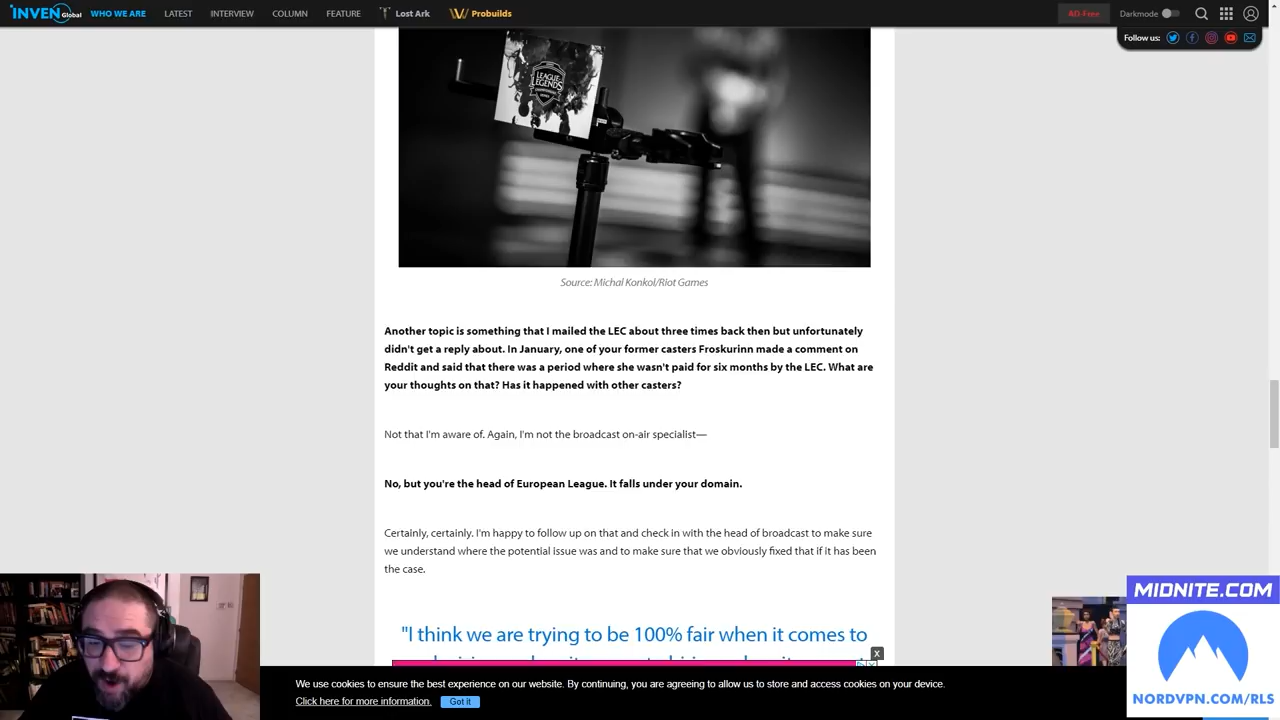 INVEN Global
WHO WE ARE
LATEST
INTERVIEW
COLUMN
FEATURE
Lost Ark
Probuilds
AD-Free
Darkmode
Follow us:
LEAGUE
LEGENDS
Source: Michal Konkol/Riot Games
Another topic is something that I mailed the LEC about three times back then but unfortunately
didn't get a reply about. In January, one of your former casters Froskurinn made a comment on
Reddit and said that there was a period where she wasn't paid for six months by the LEC. What are
your thoughts on that? Has it happened with other casters?
Not that I'm aware of. Again, I'm not the broadcast on-air specialist—
No, but you're the head of European League. It falls under your domain.
Certainly, certainly. I'm happy to follow up on that and check in with the head of broadcast to make sure
we understand where the potential issue was and to make sure that we obviously fixed that if it has been
the case.
"I think we are trying to be 100% fair when it comes to
We use cookies to ensure the best experience on our website. By continuing, you are agreeing to allow us to store and access cookies on your device.
Click here for more information.
Got it
MIDNITE.COM
NORDVPN.COM/RLS